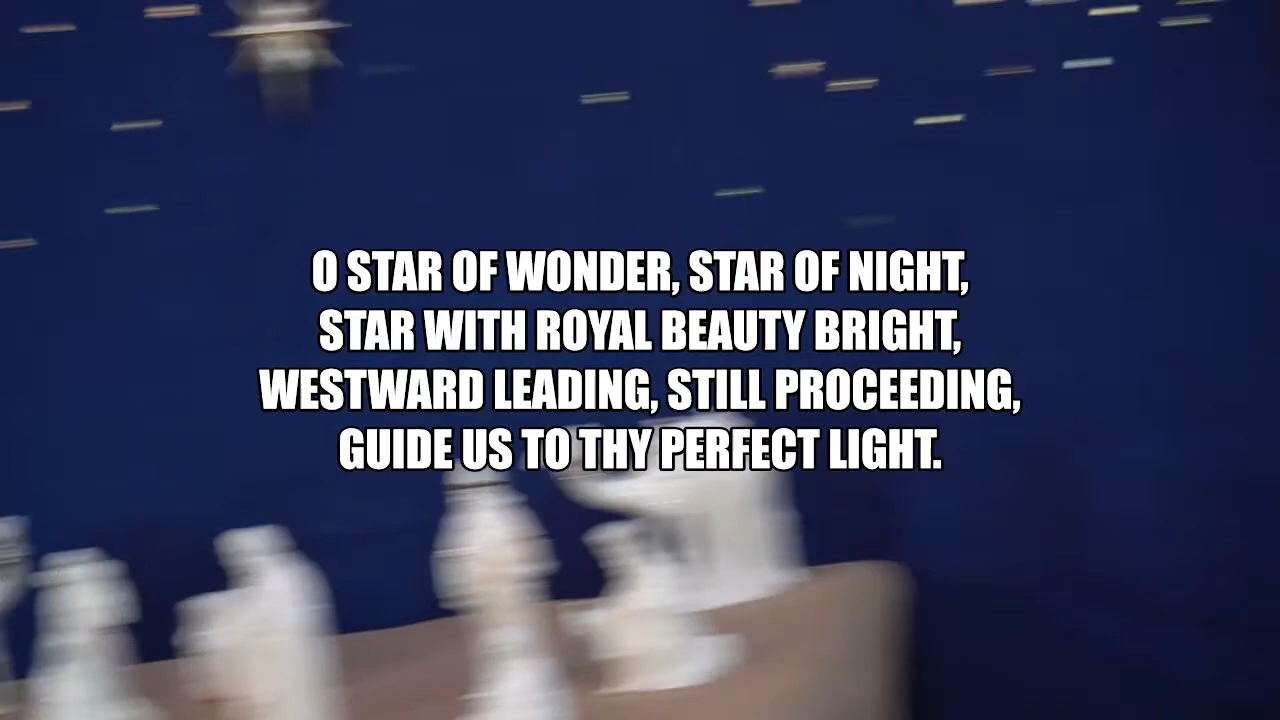 O STAR OF WONDER, STAR OF NIGHT,
STAR WITH ROYAL BEAUTY BRIGHT,
WESTWARD LEADING, STILL PROCEEDING,
GUIDE US TO THY PERFECT LIGHT.